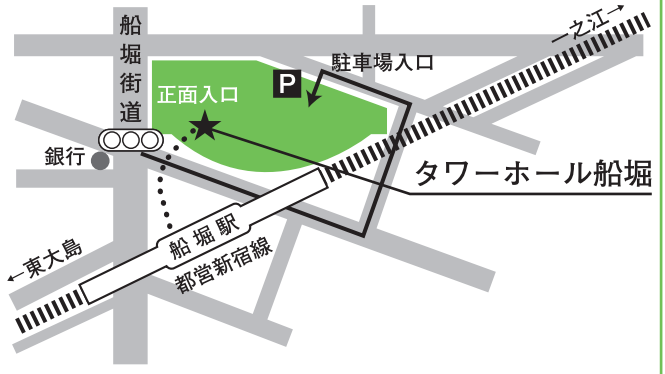 船堀街道
一之江→
駐車場入口
P
正面入口
銀行
タワーホール船堀
船堀駅
都営新宿線
←東大島